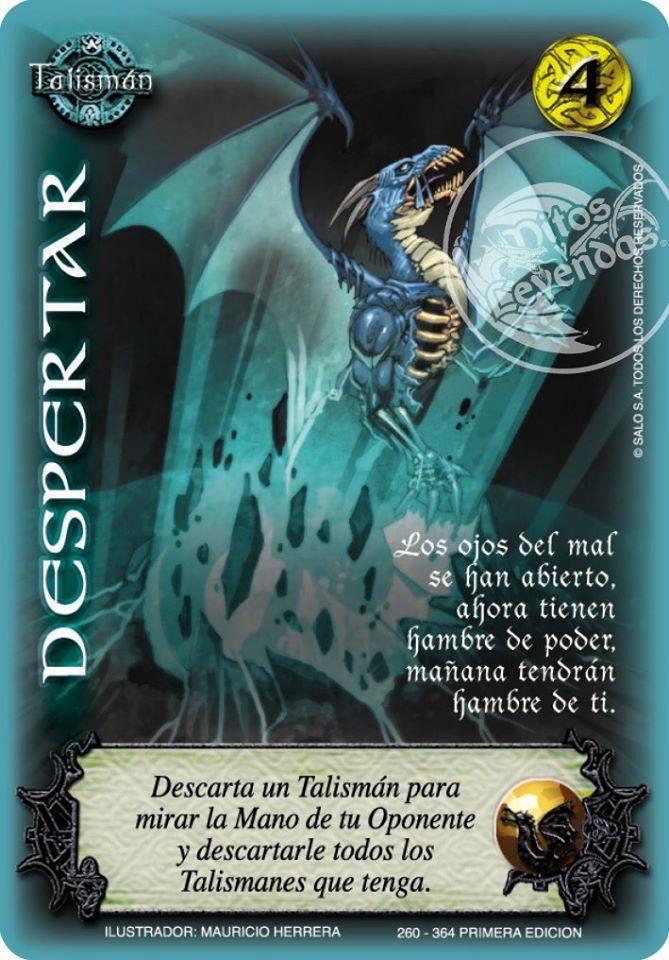 Talismán
4
DESPERTAR
Mitos
y
Leyendas
© SALO S.A. TODOS LOS DERECHOS RESERVADOS
Los ojos del mal
se han abierto,
ahora tienen
hambre de poder,
mañana tendrán
hambre de ti.
Descarta un Talismán para
mirar la Mano de tu Oponente
y descartarle todos los
Talismanes que tenga.
ILUSTRADOR: MAURICIO HERRERA 260 - 364 PRIMERA EDICION